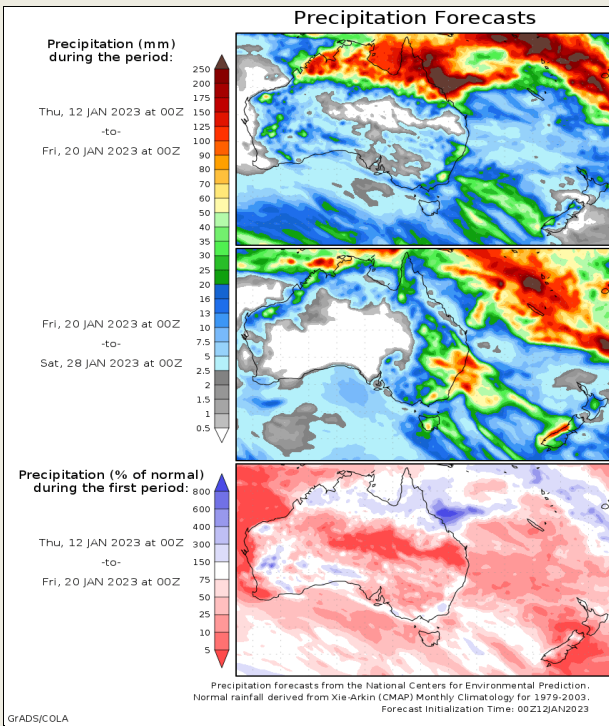 Precipitation Forecasts
Precipitation (mm)
during the period:
Thu, 12 JAN 2023 at 00Z
-to-
Fri, 20 JAN 2023 at 00Z
250
200
175
150
125
100
90
80
70
60
50
40
35
30
25
20
16
13
10
7.5
5
2.5
2
1.5
1
0.5
Fri, 20 JAN 2023 at 00Z
-to-
Sat, 28 JAN 2023 at 00Z
Precipitation (% of normal)
during the first period:
Thu, 12 JAN 2023 at 00Z
-to-
Fri, 20 JAN 2023 at 00Z
800
600
400
300
150
75
50
25
10
5
Precipitation forecasts from the National Centers for Environmental Prediction.
Normal rainfall derived from Xie-Arkin (CMAP) Monthly Climatology for 1979-2003.
Forecast Initialization Time: 00Z12JAN2023
GrADS/COLA